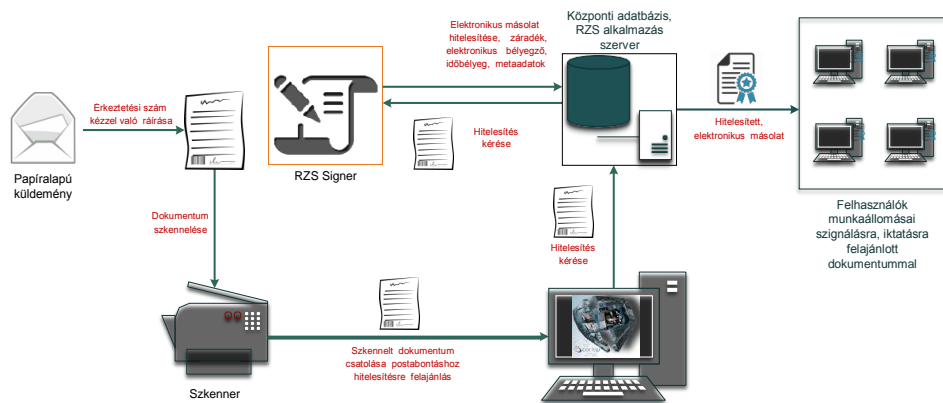 Elektronikus másolat
hitelesítése, záradék,
elektronikus bélyegző,
időbélyeg, metaadatok
Központi adatbázis,
RZS alkalmazás
szerver
Érkeztetési szám
kézzel való ráírása
Papíralapú
küldemény
RZS Signer
Hitelesítés
kérése
Hitelesített,
elektronikus másolat
Felhasználók
munkaállomásai
szignálásra, iktatásra
felajánlott
dokumentummal
Dokumentum
szkennelése
Hitelesítés
kérése
Szkennelt dokumentum
csatolása postabontáshoz
hitelesítésre felajánlás
Szkenner